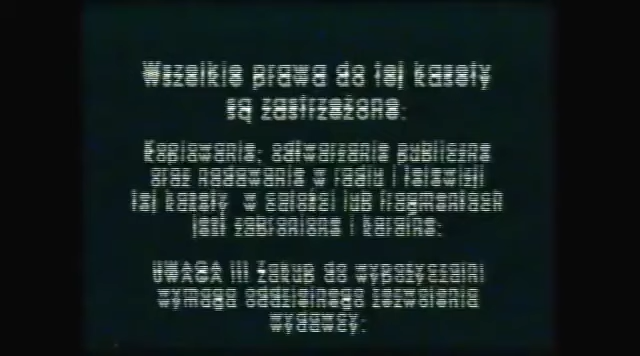 Wszelkie prawa do tej kasety
są zastrzeżone.
Kopiowanie, odtwarzanie publiczne
oraz nadawanie w radiu i telewizji
tej kasety w całości lub fragmentach
jest zabronione i karalne.
UWAGA !!! Zakup do wypożyczalni
wymaga oddzielnego zezwolenia
wydawcy.